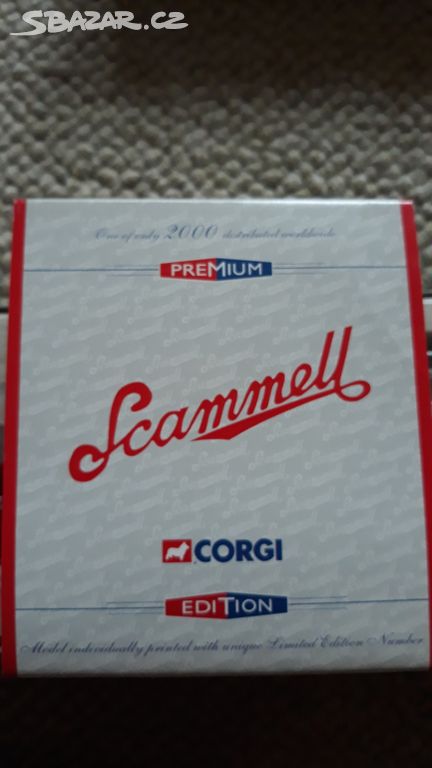 SBAZAR.CZ
One of only 2000 distributed worldwide
PREMIUM
Scammell
CORGI
EDITION
Model individually printed with unique Limited Edition Number